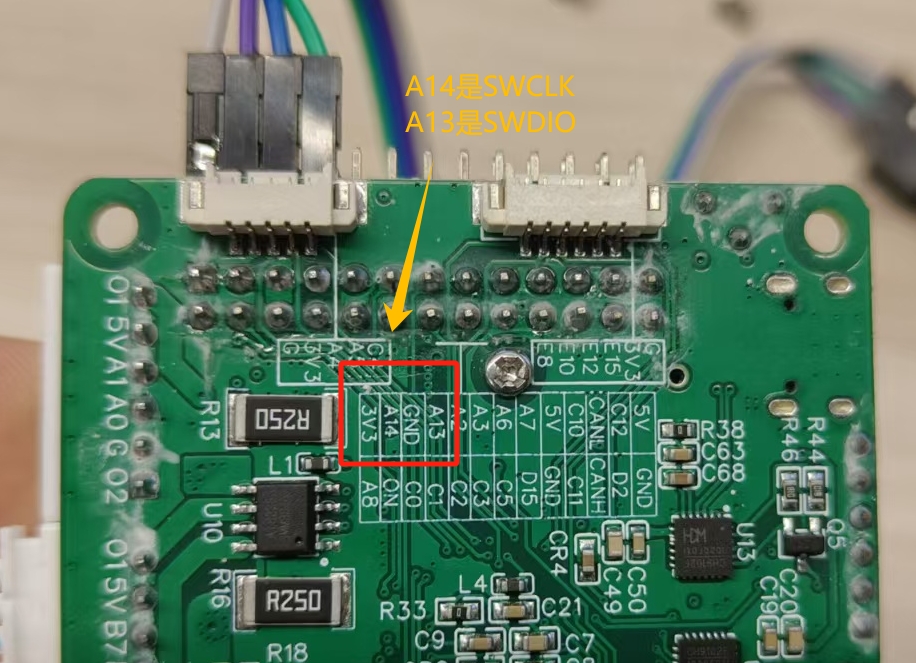 A14是SWCLK
A13是SWDIO
O1
5V
A1
A0
G
O2
O1
5V
B7
G
3V3
E8
E10
E12
E15
3V3
G
3V3
A14
GND
A13
A2
A3
A6
A7
5V
C10
CANL
C12
5V
A8
ON
C0
C1
C2
C3
C5
D15
GND
C11
CANH
D2
GND
R13
R250
L1
U10
R16
R250
R18
R33
L4
C21
C9
C7
CR4
C49
C50
U13
HDM
R38
C63
C68
R46
R44
Q5
C19
C20